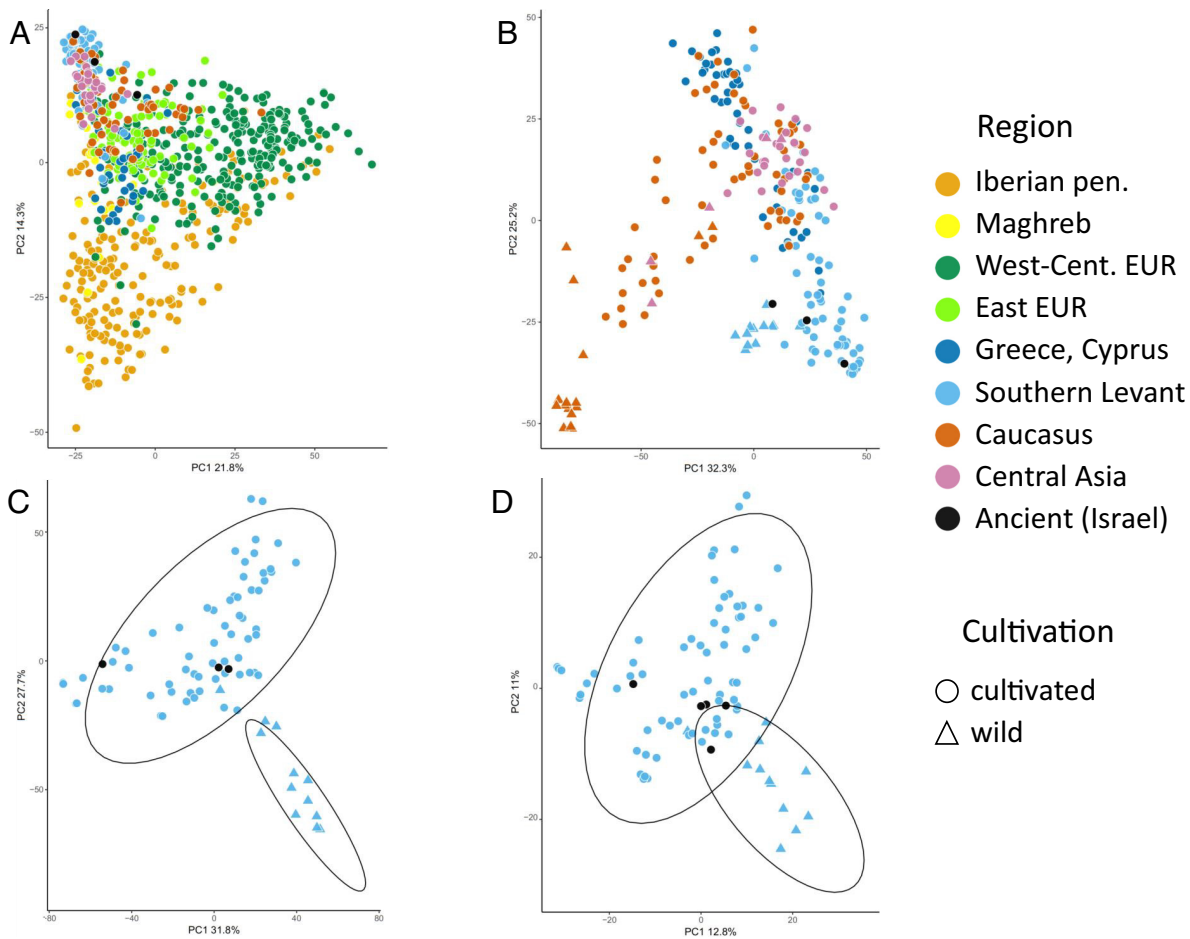 A
25
0
−25
−50
PC2 14.3%
−25
0
25
50
PC1 21.8%
B
50
25
0
−25
−50
PC2 25.2%
−50
0
50
PC1 32.3%
C
50
0
−50
PC2 27.7%
−80
−40
0
40
80
PC1 31.8%
D
20
0
−20
PC2 11%
−20
0
20
PC1 12.8%
Region
Iberian pen.
Maghreb
West-Cent. EUR
East EUR
Greece, Cyprus
Southern Levant
Caucasus
Central Asia
Ancient (Israel)
Cultivation
cultivated
wild